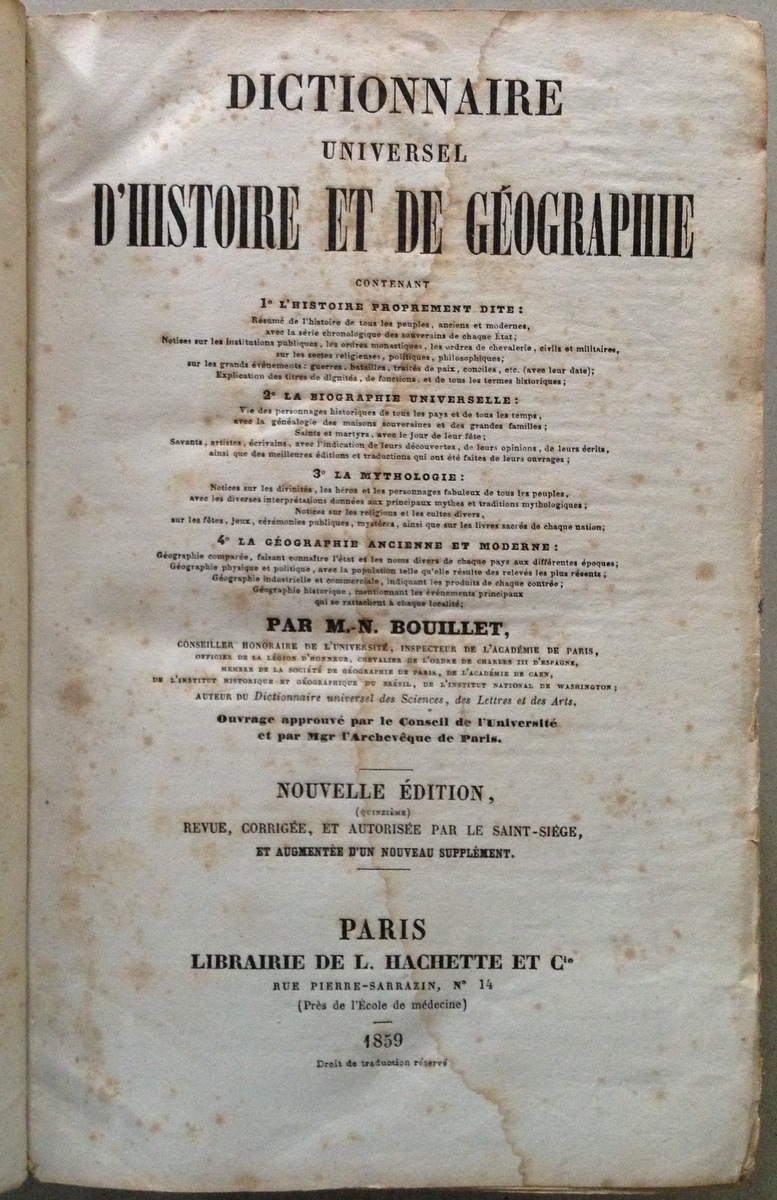 DICTIONNAIRE
UNIVERSEL
D'HISTOIRE ET DE GÉOGRAPHIE
CONTENANT
1° L'HISTOIRE PROPREMENT DITE :
Résumé de l'histoire de tous les peuples, anciens et modernes,
avec la série chronologique des souverains de chaque État;
Notices sur les institutions publiques, les ordres monastiques, les ordres de chevalerie, civils et militaires,
sur les sectes religieuses, politiques, philosophiques;
sur les grands événements : guerres, batailles, traités de paix, conciles, etc. (avec leur date);
Explication des titres de dignités, de fonctions, et de tous les termes historiques;
2° LA BIOGRAPHIE UNIVERSELLE :
Vie des personnages historiques de tous les pays et de tous les temps,
avec la généalogie des maisons souveraines et des grandes familles;
Saints et martyrs, avec le jour de leur fête;
Savants, artistes, écrivains, avec l'indication de leurs découvertes, de leurs opinions, de leurs écrits,
ainsi que des meilleures éditions et traductions qui ont été faites de leurs ouvrages;
3° LA MYTHOLOGIE :
Notices sur les divinités, les héros et les personnages fabuleux de tous les peuples,
avec les diverses interprétations données aux principaux mythes et traditions mythologiques;
Notices sur les religions et les cultes divers,
sur les fêtes, jeux, cérémonies publiques, mystères, ainsi que sur les livres sacrés de chaque nation;
4° LA GÉOGRAPHIE ANCIENNE ET MODERNE :
Géographie comparée, faisant connaître l'état et les noms divers de chaque pays aux différentes époques;
Géographie physique et politique, avec la population telle qu'elle résulte des relevés les plus récents;
Géographie industrielle et commerciale, indiquant les produits de chaque contrée;
Géographie historique, mentionnant les événements principaux
qui se rattachent à chaque localité;
PAR M.-N. BOUILLET,
CONSEILLER HONORAIRE DE L'UNIVERSITÉ, INSPECTEUR DE L'ACADÉMIE DE PARIS,
OFFICIER DE LA LÉGION D'HONNEUR, CHEVALIER DE L'ORDRE DE CHARLES III D'ESPAGNE,
MEMBRE DE LA SOCIÉTÉ DE GÉOGRAPHIE DE PARIS, DE L'ACADÉMIE DE CAEN,
DE L'INSTITUT HISTORIQUE ET GÉOGRAPHIQUE DU BRÉSIL, DE L'INSTITUT NATIONAL DE WASHINGTON;
AUTEUR DU Dictionnaire universel des Sciences, des Lettres et des Arts.
Ouvrage approuvé par le Conseil de l'Université
et par Mgr l'Archevêque de Paris.
NOUVELLE ÉDITION,
(QUINZIÈME)
REVUE, CORRIGÉE, ET AUTORISÉE PAR LE SAINT-SIÉGE,
ET AUGMENTÉE D'UN NOUVEAU SUPPLÉMENT.
PARIS
LIBRAIRIE DE L. HACHETTE ET Cie
RUE PIERRE-SARRAZIN, N° 14
(Près de l'École de médecine)
1859
Droit de traduction réservé